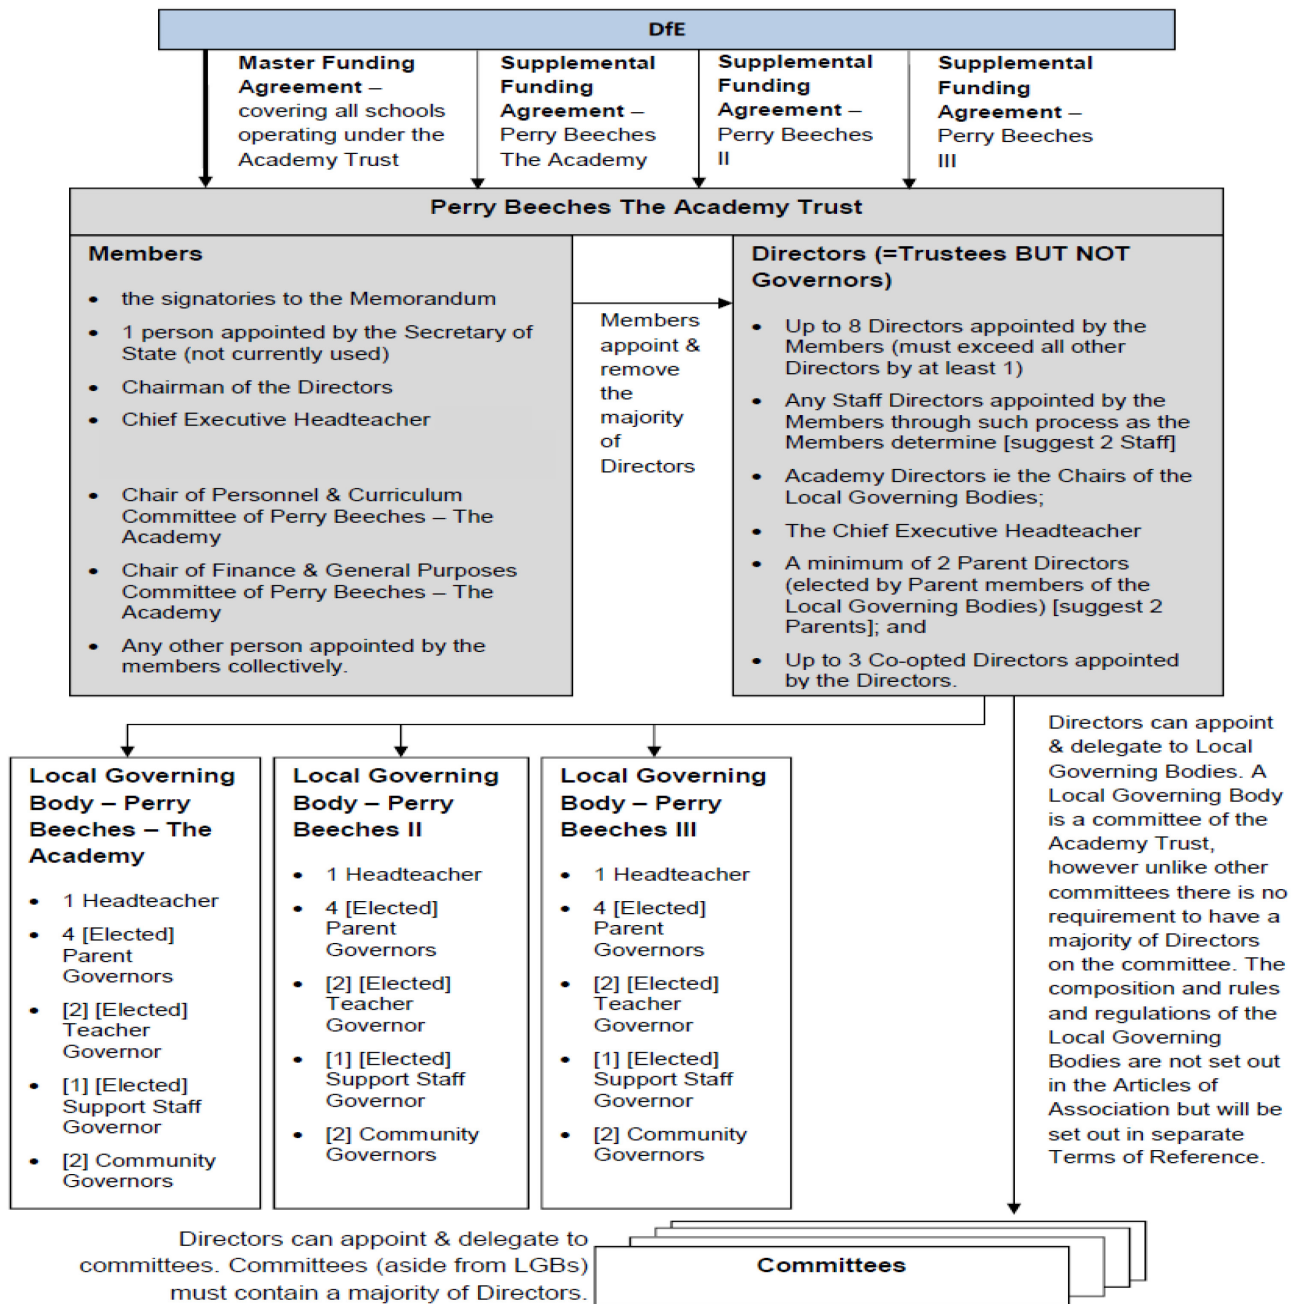 DfE
Master Funding
Agreement –
covering all schools
operating under the
Academy Trust
Supplemental
Funding
Agreement –
Perry Beeches
The Academy
Supplemental
Funding
Agreement –
Perry Beeches
II
Supplemental
Funding
Agreement –
Perry Beeches
III
Perry Beeches The Academy Trust
Members
• the signatories to the Memorandum
• 1 person appointed by the Secretary of
State (not currently used)
• Chairman of the Directors
• Chief Executive Headteacher
• Chair of Personnel & Curriculum
Committee of Perry Beeches – The
Academy
• Chair of Finance & General Purposes
Committee of Perry Beeches – The
Academy
• Any other person appointed by the
members collectively.
Members
appoint &
remove
the
majority
of
Directors
Directors (=Trustees BUT NOT
Governors)
• Up to 8 Directors appointed by the
Members (must exceed all other
Directors by at least 1)
• Any Staff Directors appointed by the
Members through such process as the
Members determine [suggest 2 Staff]
• Academy Directors ie the Chairs of the
Local Governing Bodies;
• The Chief Executive Headteacher
• A minimum of 2 Parent Directors
(elected by Parent members of the
Local Governing Bodies) [suggest 2
Parents]; and
• Up to 3 Co-opted Directors appointed
by the Directors.
Local Governing
Body – Perry
Beeches – The
Academy
• 1 Headteacher
• 4 [Elected]
Parent
Governors
• [2] [Elected]
Teacher
Governor
• [1] [Elected]
Support Staff
Governor
• [2] Community
Governors
Local Governing
Body – Perry
Beeches II
• 1 Headteacher
• 4 [Elected]
Parent
Governors
• [2] [Elected]
Teacher
Governor
• [1] [Elected]
Support Staff
Governor
• [2] Community
Governors
Local Governing
Body – Perry
Beeches III
• 1 Headteacher
• 4 [Elected]
Parent
Governors
• [2] [Elected]
Teacher
Governor
• [1] [Elected]
Support Staff
Governor
• [2] Community
Governors
Directors can appoint
& delegate to Local
Governing Bodies. A
Local Governing Body
is a committee of the
Academy Trust,
however unlike other
committees there is no
requirement to have a
majority of Directors
on the committee. The
composition and rules
and regulations of the
Local Governing
Bodies are not set out
in the Articles of
Association but will be
set out in separate
Terms of Reference.
Directors can appoint & delegate to
committees. Committees (aside from LGBs)
must contain a majority of Directors.
Committees